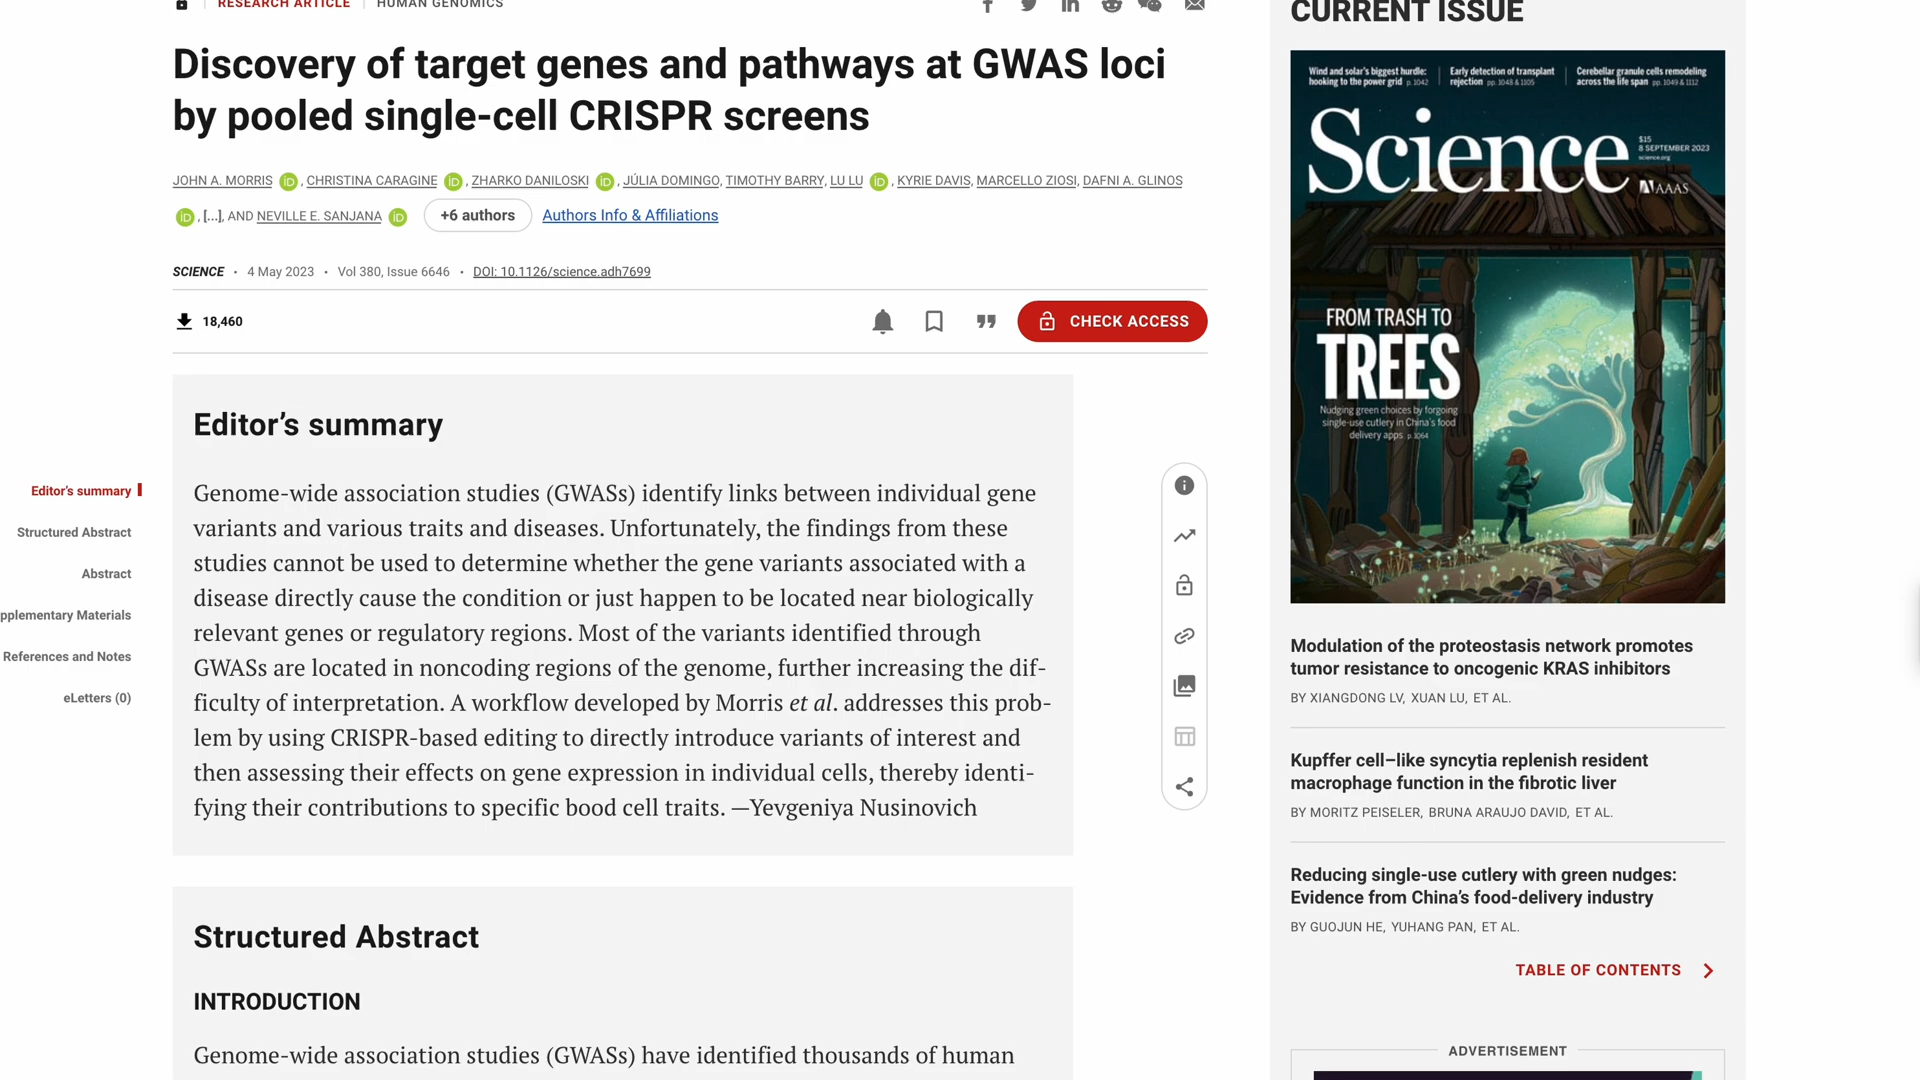 RESEARCH ARTICLE
HUMAN GENOMICS
Discovery of target genes and pathways at GWAS loci
by pooled single-cell CRISPR screens
JOHN A. MORRIS iD, CHRISTINA CARAGINE iD, ZHARKO DANILOSKI iD, JÚLIA DOMINGO, TIMOTHY BARRY, LU LU iD, KYRIE DAVIS, MARCELLO ZIOSI, DAFNI A. GLINOS
iD, [...], AND NEVILLE E. SANJANA iD +6 authors Authors Info & Affiliations
SCIENCE • 4 May 2023 • Vol 380, Issue 6646 • DOI: 10.1126/science.adh7699
18,460
CHECK ACCESS
Editor’s summary
Structured Abstract
Abstract
pplementary Materials
References and Notes
eLetters (0)
Editor’s summary
Genome-wide association studies (GWASs) identify links between individual gene
variants and various traits and diseases. Unfortunately, the findings from these
studies cannot be used to determine whether the gene variants associated with a
disease directly cause the condition or just happen to be located near biologically
relevant genes or regulatory regions. Most of the variants identified through
GWASs are located in noncoding regions of the genome, further increasing the dif-
ficulty of interpretation. A workflow developed by Morris et al. addresses this prob-
lem by using CRISPR-based editing to directly introduce variants of interest and
then assessing their effects on gene expression in individual cells, thereby identi-
fying their contributions to specific bood cell traits. —Yevgeniya Nusinovich
Structured Abstract
INTRODUCTION
Genome-wide association studies (GWASs) have identified thousands of human
CURRENT ISSUE
Wind and solar's biggest hurdle:
hooking to the power grid p. 1042
Early detection of transplant
rejection pp. 1048 & 1105
Cerebellar granule cells remodeling
across the life span pp. 1049 & 1112
Science
$15
8 SEPTEMBER 2023
science.org
AAAS
FROM TRASH TO
TREES
Nudging green choices by forgoing
single-use cutlery in China's food
delivery apps p. 1064
Modulation of the proteostasis network promotes
tumor resistance to oncogenic KRAS inhibitors
BY XIANGDONG LV, XUAN LU, ET AL.
Kupffer cell–like syncytia replenish resident
macrophage function in the fibrotic liver
BY MORITZ PEISELER, BRUNA ARAUJO DAVID, ET AL.
Reducing single-use cutlery with green nudges:
Evidence from China’s food-delivery industry
BY GUOJUN HE, YUHANG PAN, ET AL.
TABLE OF CONTENTS
ADVERTISEMENT